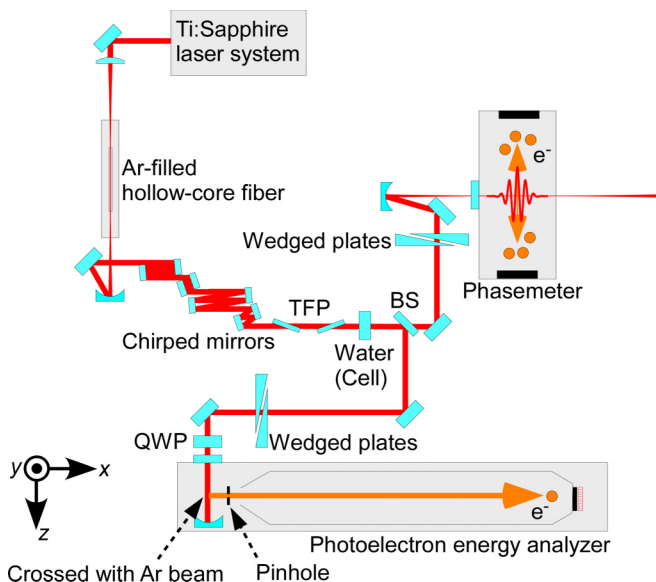 Ti:Sapphire
laser system
Ar-filled
hollow-core fiber
e-
Wedged plates
Phasemeter
TFP
BS
Chirped mirrors
Water
(Cell)
QWP
Wedged plates
y
x
z
e-
Photoelectron energy analyzer
Crossed with Ar beam
Pinhole